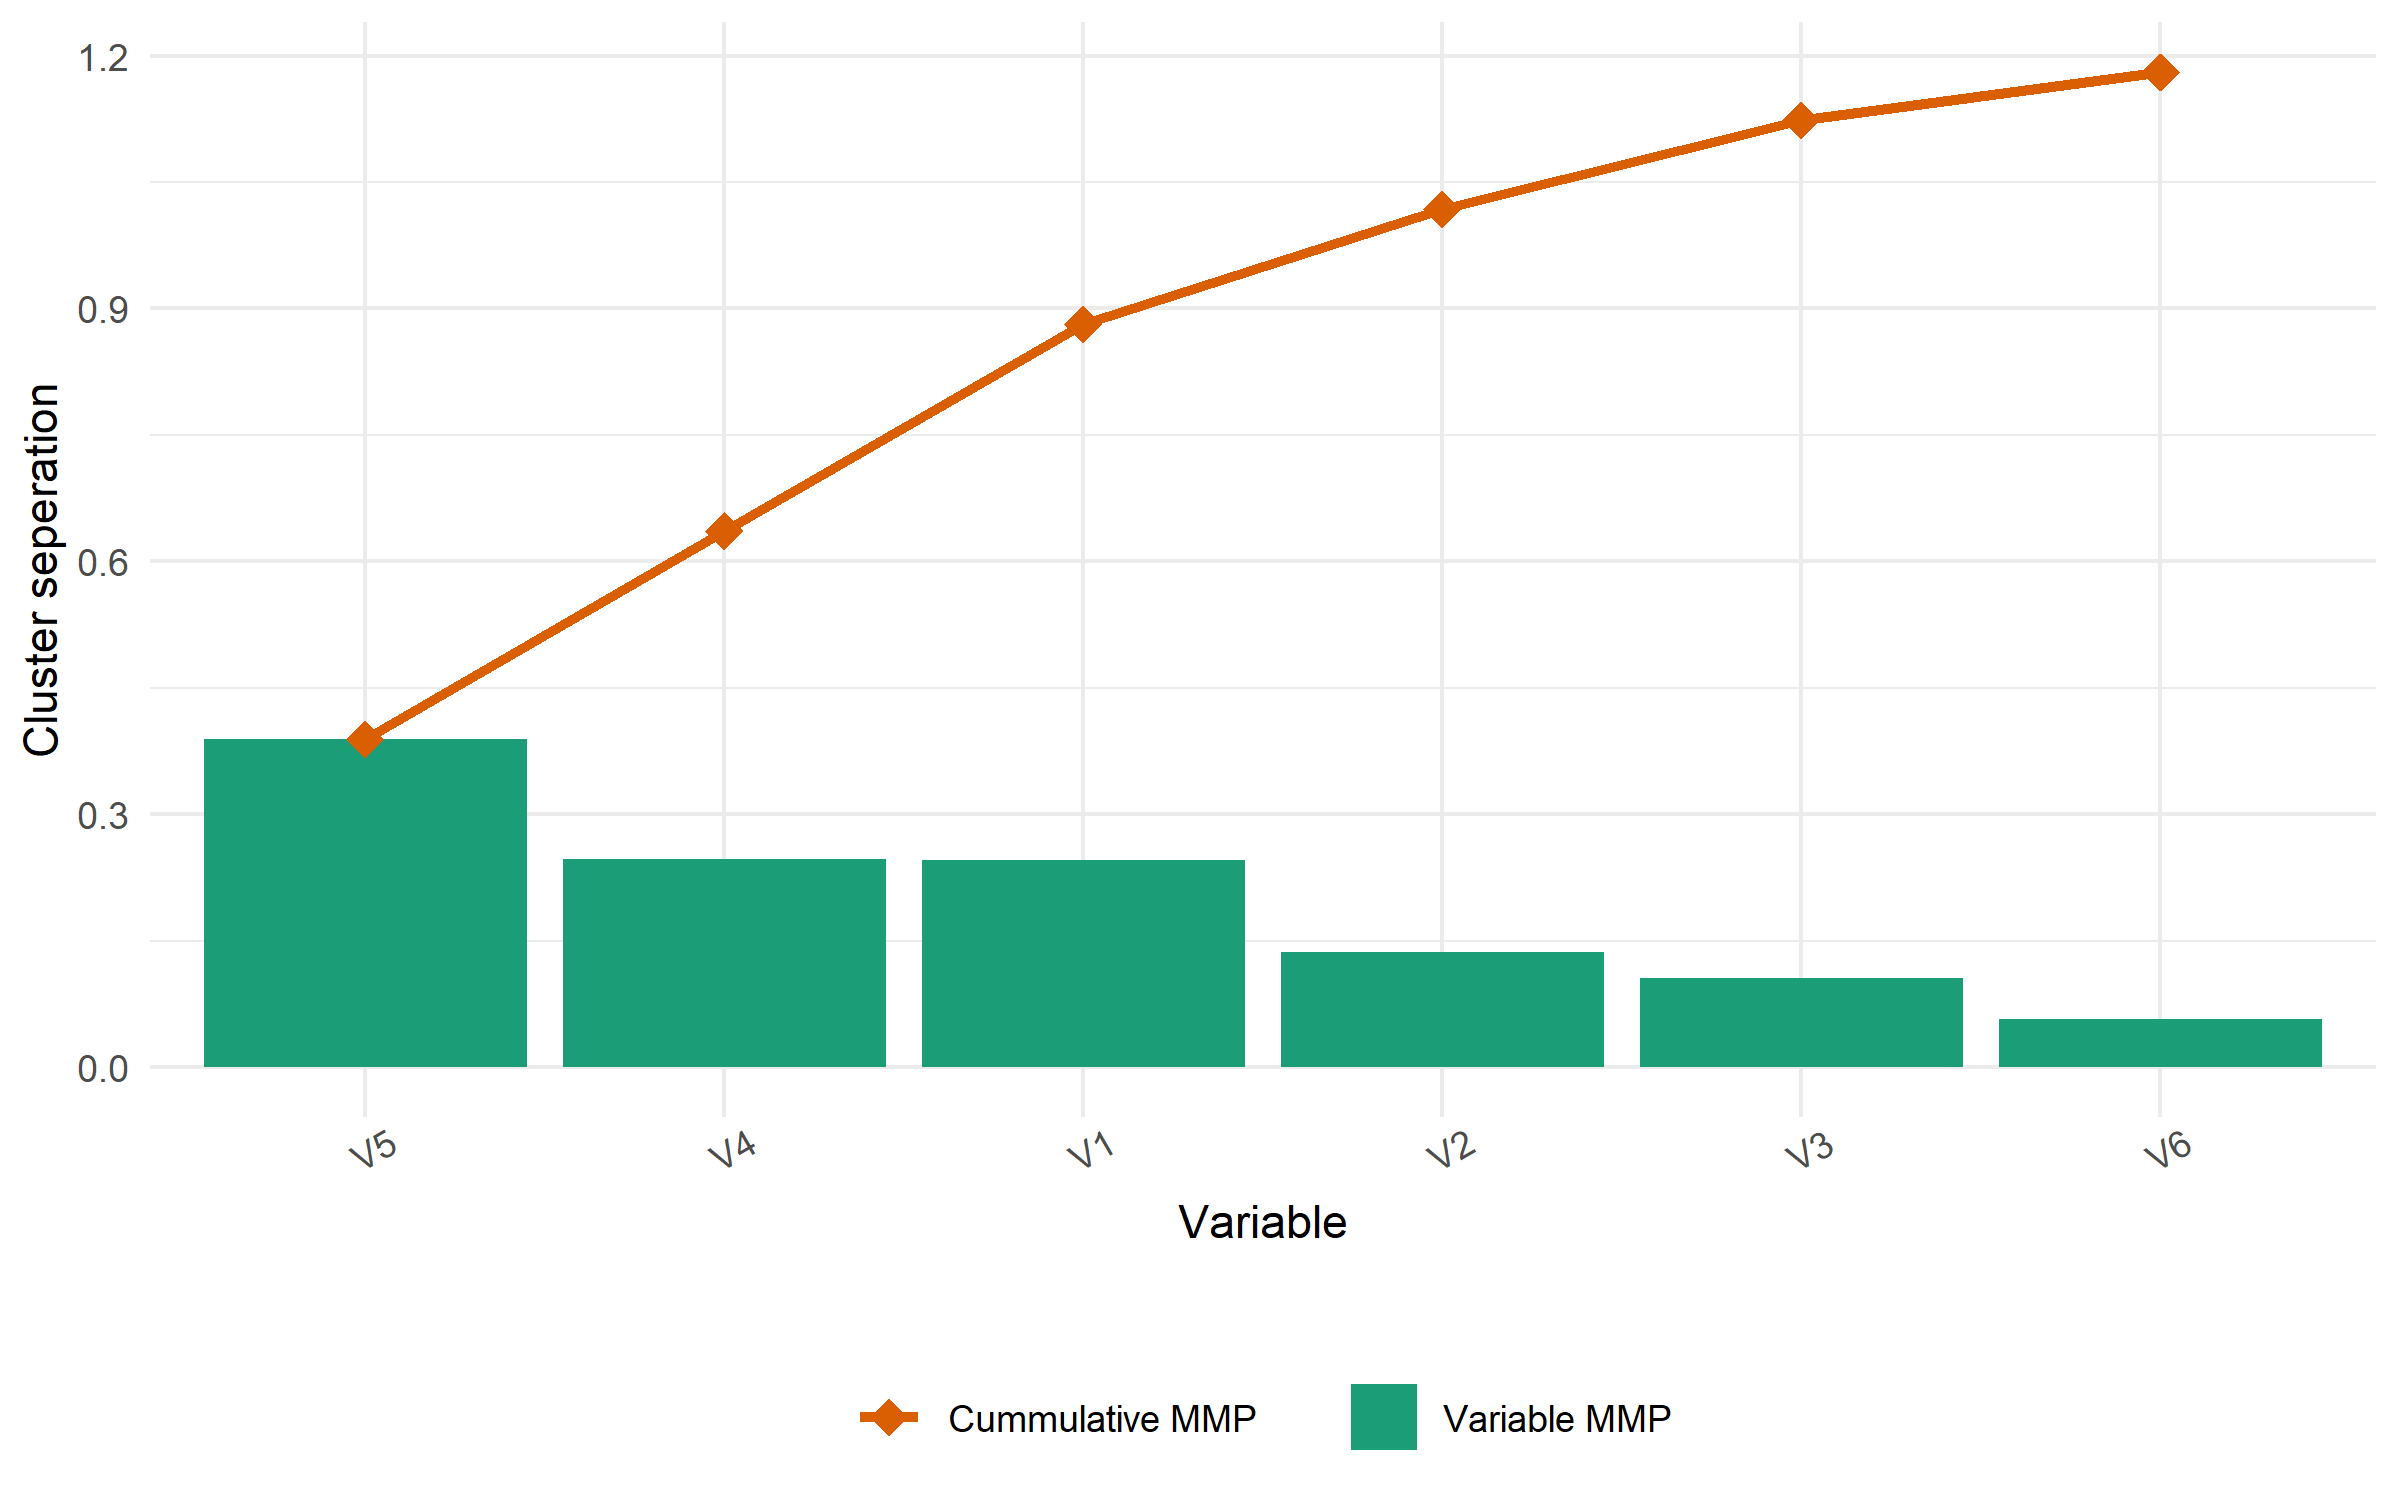 Cluster seperation
1.2
0.9
0.6
0.3
0.0
V5 V4 V1 V2 V3 V6
Variable
Cummulative MMP Variable MMP